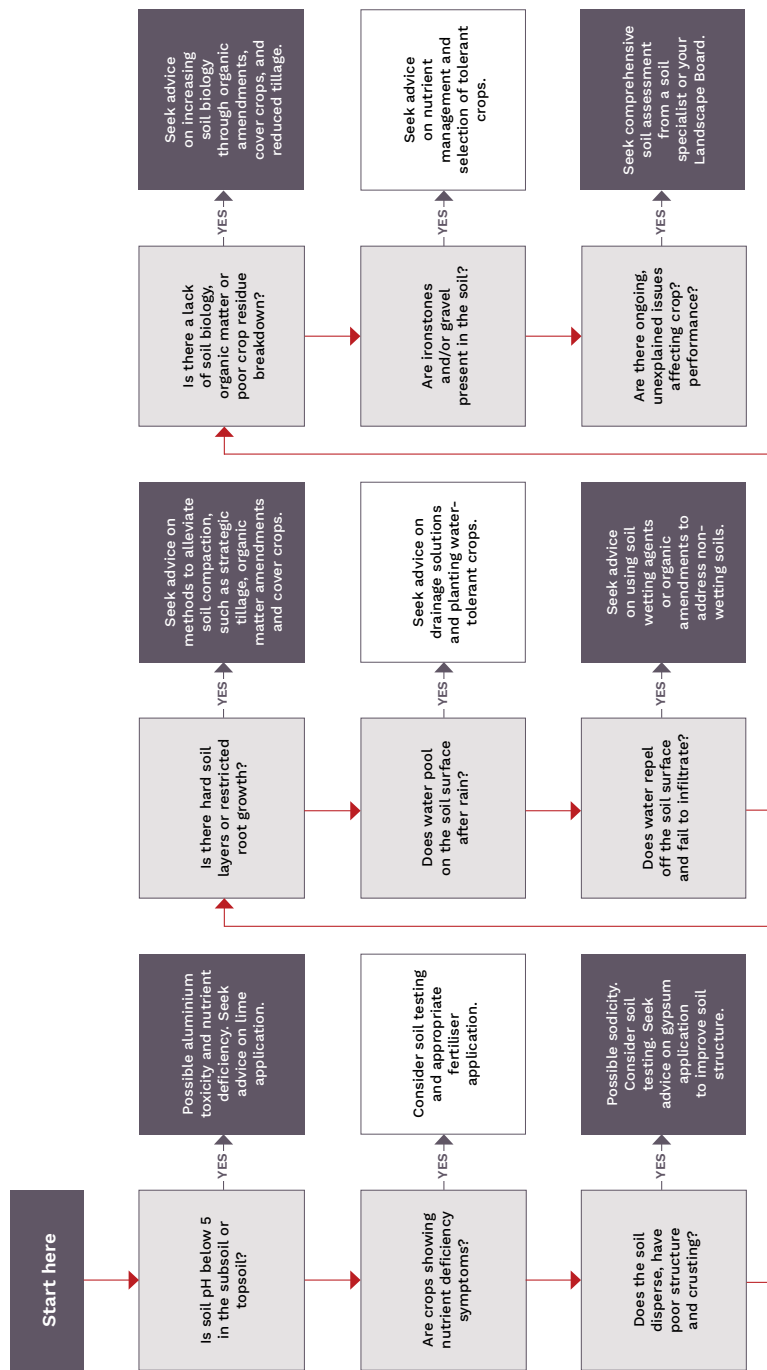 Start here
Is soil pH below 5
in the subsoil or
topsoil?
YES
Possible aluminium
toxicity and nutrient
deficiency. Seek
advice on lime
application.
Are crops showing
nutrient deficiency
symptoms?
YES
Consider soil testing
and appropriate
fertiliser
application.
Does the soil
disperse, have
poor structure
and crusting?
YES
Possible sodicity.
Consider soil
testing. Seek
advice on gypsum
application
to improve soil
structure.
Is there hard soil
layers or restricted
root growth?
YES
Seek advice on
methods to alleviate
soil compaction,
such as strategic
tillage, organic
matter amendments
and cover crops.
Does water pool
on the soil surface
after rain?
YES
Seek advice on
drainage solutions
and planting water-
tolerant crops.
Does water repel
off the soil surface
and fail to infiltrate?
YES
Seek advice
on using soil
wetting agents
or organic
amendments to
address non-
wetting soils.
Is there a lack
of soil biology,
organic matter or
poor crop residue
breakdown?
YES
Seek advice
on increasing
soil biology
through organic
amendments,
cover crops, and
reduced tillage.
Are ironstones
and/or gravel
present in the soil?
YES
Seek advice
on nutrient
management and
selection of tolerant
crops.
Are there ongoing,
unexplained issues
affecting crop?
performance?
YES
Seek comprehensive
soil assessment
from a soil
specialist or your
Landscape Board.